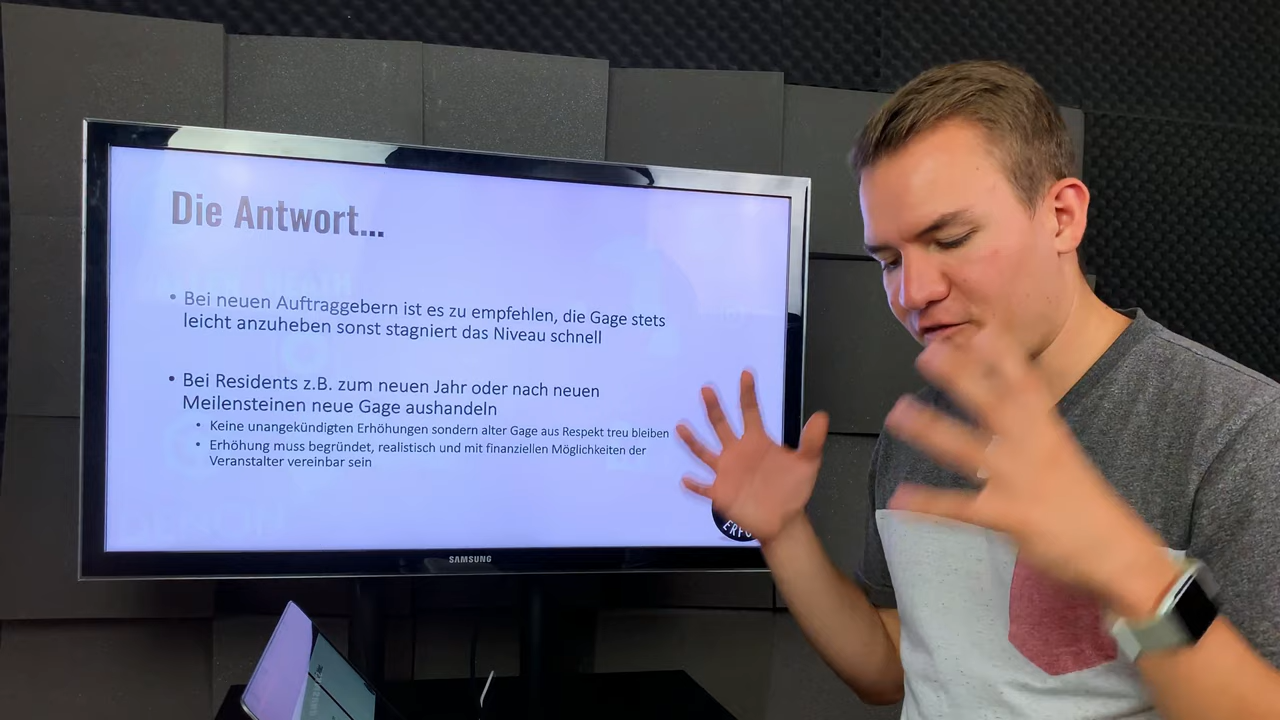 Die Antwort...
• Bei neuen Auftraggebern ist es zu empfehlen, die Gage stets
leicht anzuheben sonst stagniert das Niveau schnell
• Bei Residents z.B. zum neuen Jahr oder nach neuen
Meilensteinen neue Gage aushandeln
• Keine unangekündigten Erhöhungen sondern alter Gage aus Respekt treu bleiben
• Erhöhung muss begründet, realistisch und mit finanziellen Möglichkeiten der
Veranstalter vereinbar sein
SAMSUNG